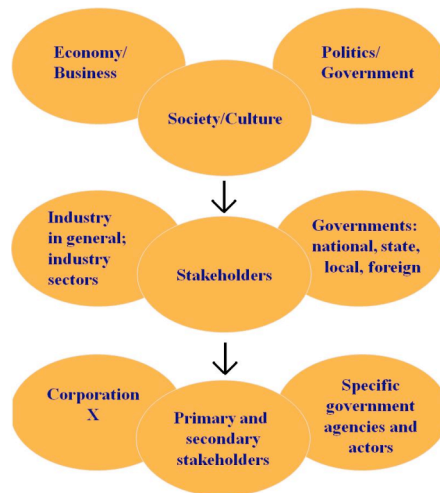 Economy/
Business
Politics/
Government
Society/Culture
Industry
in general;
industry
sectors
Stakeholders
Governments:
national, state,
local, foreign
Corporation
X
Primary and
secondary
stakeholders
Specific
government
agencies and
actors